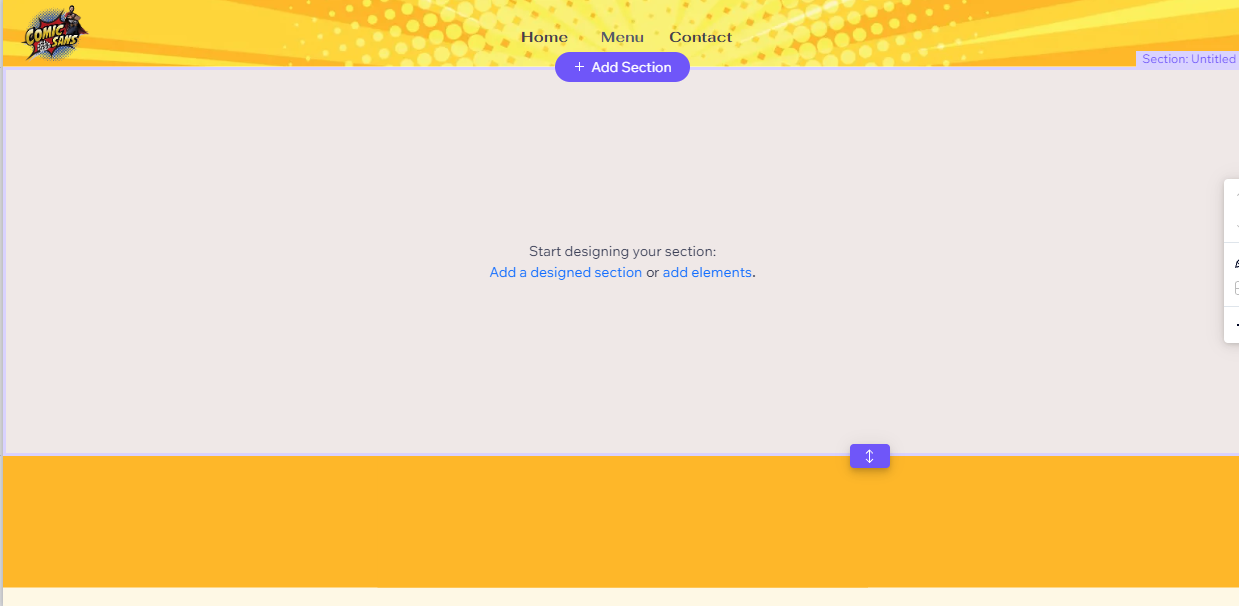 COMIC
SANS
Home Menu Contact
+ Add Section
Section: Untitled
Start designing your section:
Add a designed section or add elements.